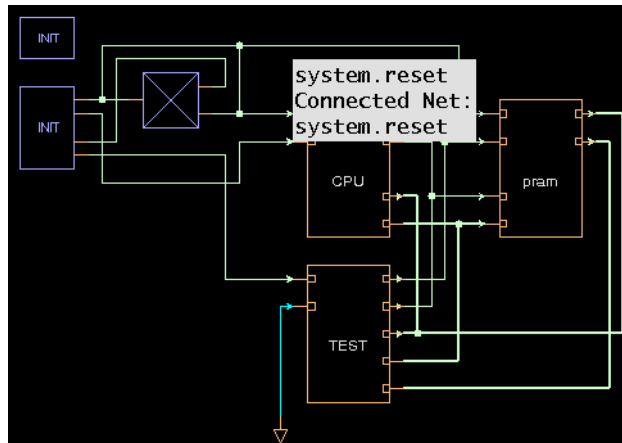 INIT
system.reset
Connected Net:
system.reset
INIT
CPU
pram
TEST